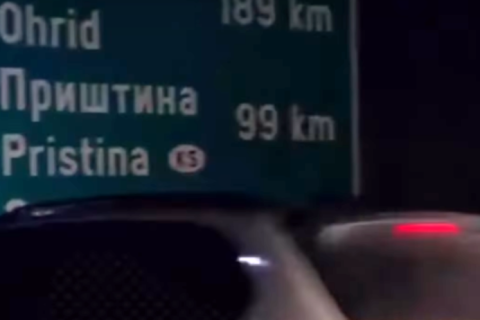 Ohrid 189 km
Приштина
99 km
Pristina KS